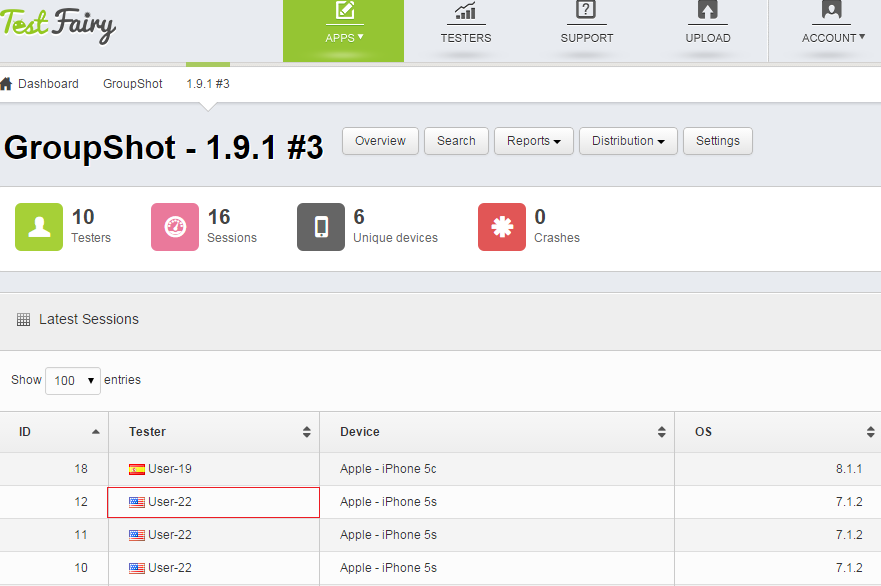 Test Fairy
APPS
TESTERS
SUPPORT
UPLOAD
ACCOUNT
Dashboard GroupShot 1.9.1 #3
GroupShot - 1.9.1 #3
Overview Search Reports Distribution Settings
10
Testers
16
Sessions
6
Unique devices
0
Crashes
Latest Sessions
Show 100 entries
ID Tester Device OS
18 User-19 Apple - iPhone 5c 8.1.1
12 User-22 Apple - iPhone 5s 7.1.2
11 User-22 Apple - iPhone 5s 7.1.2
10 User-22 Apple - iPhone 5s 7.1.2